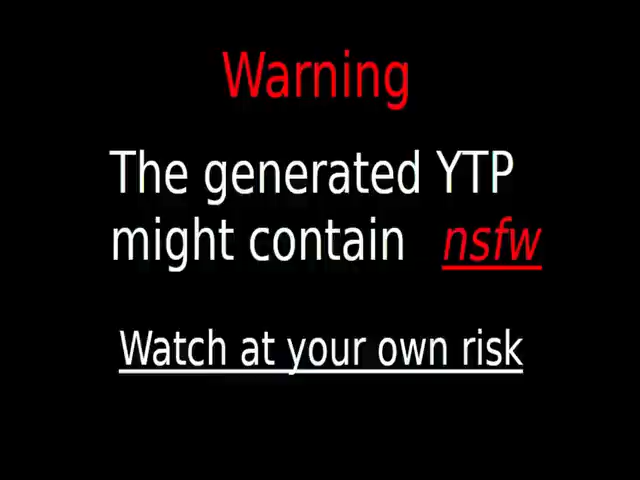 Warning
The generated YTP
might contain nsfw
Watch at your own risk